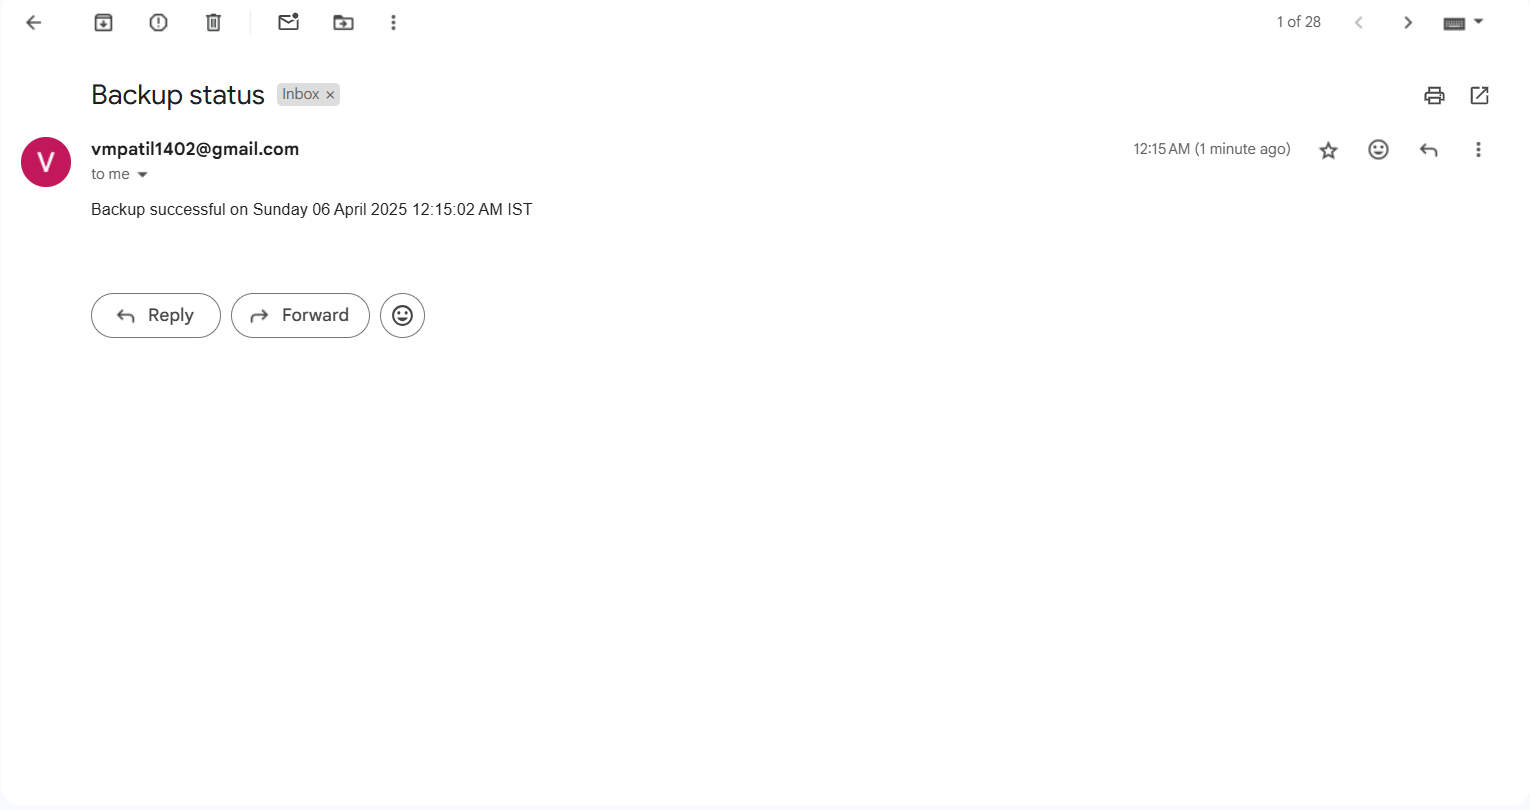 1 of 28
Backup status Inbox ×
V
vmpatil1402@gmail.com 12:15 AM (1 minute ago)
to me
Backup successful on Sunday 06 April 2025 12:15:02 AM IST
Reply Forward